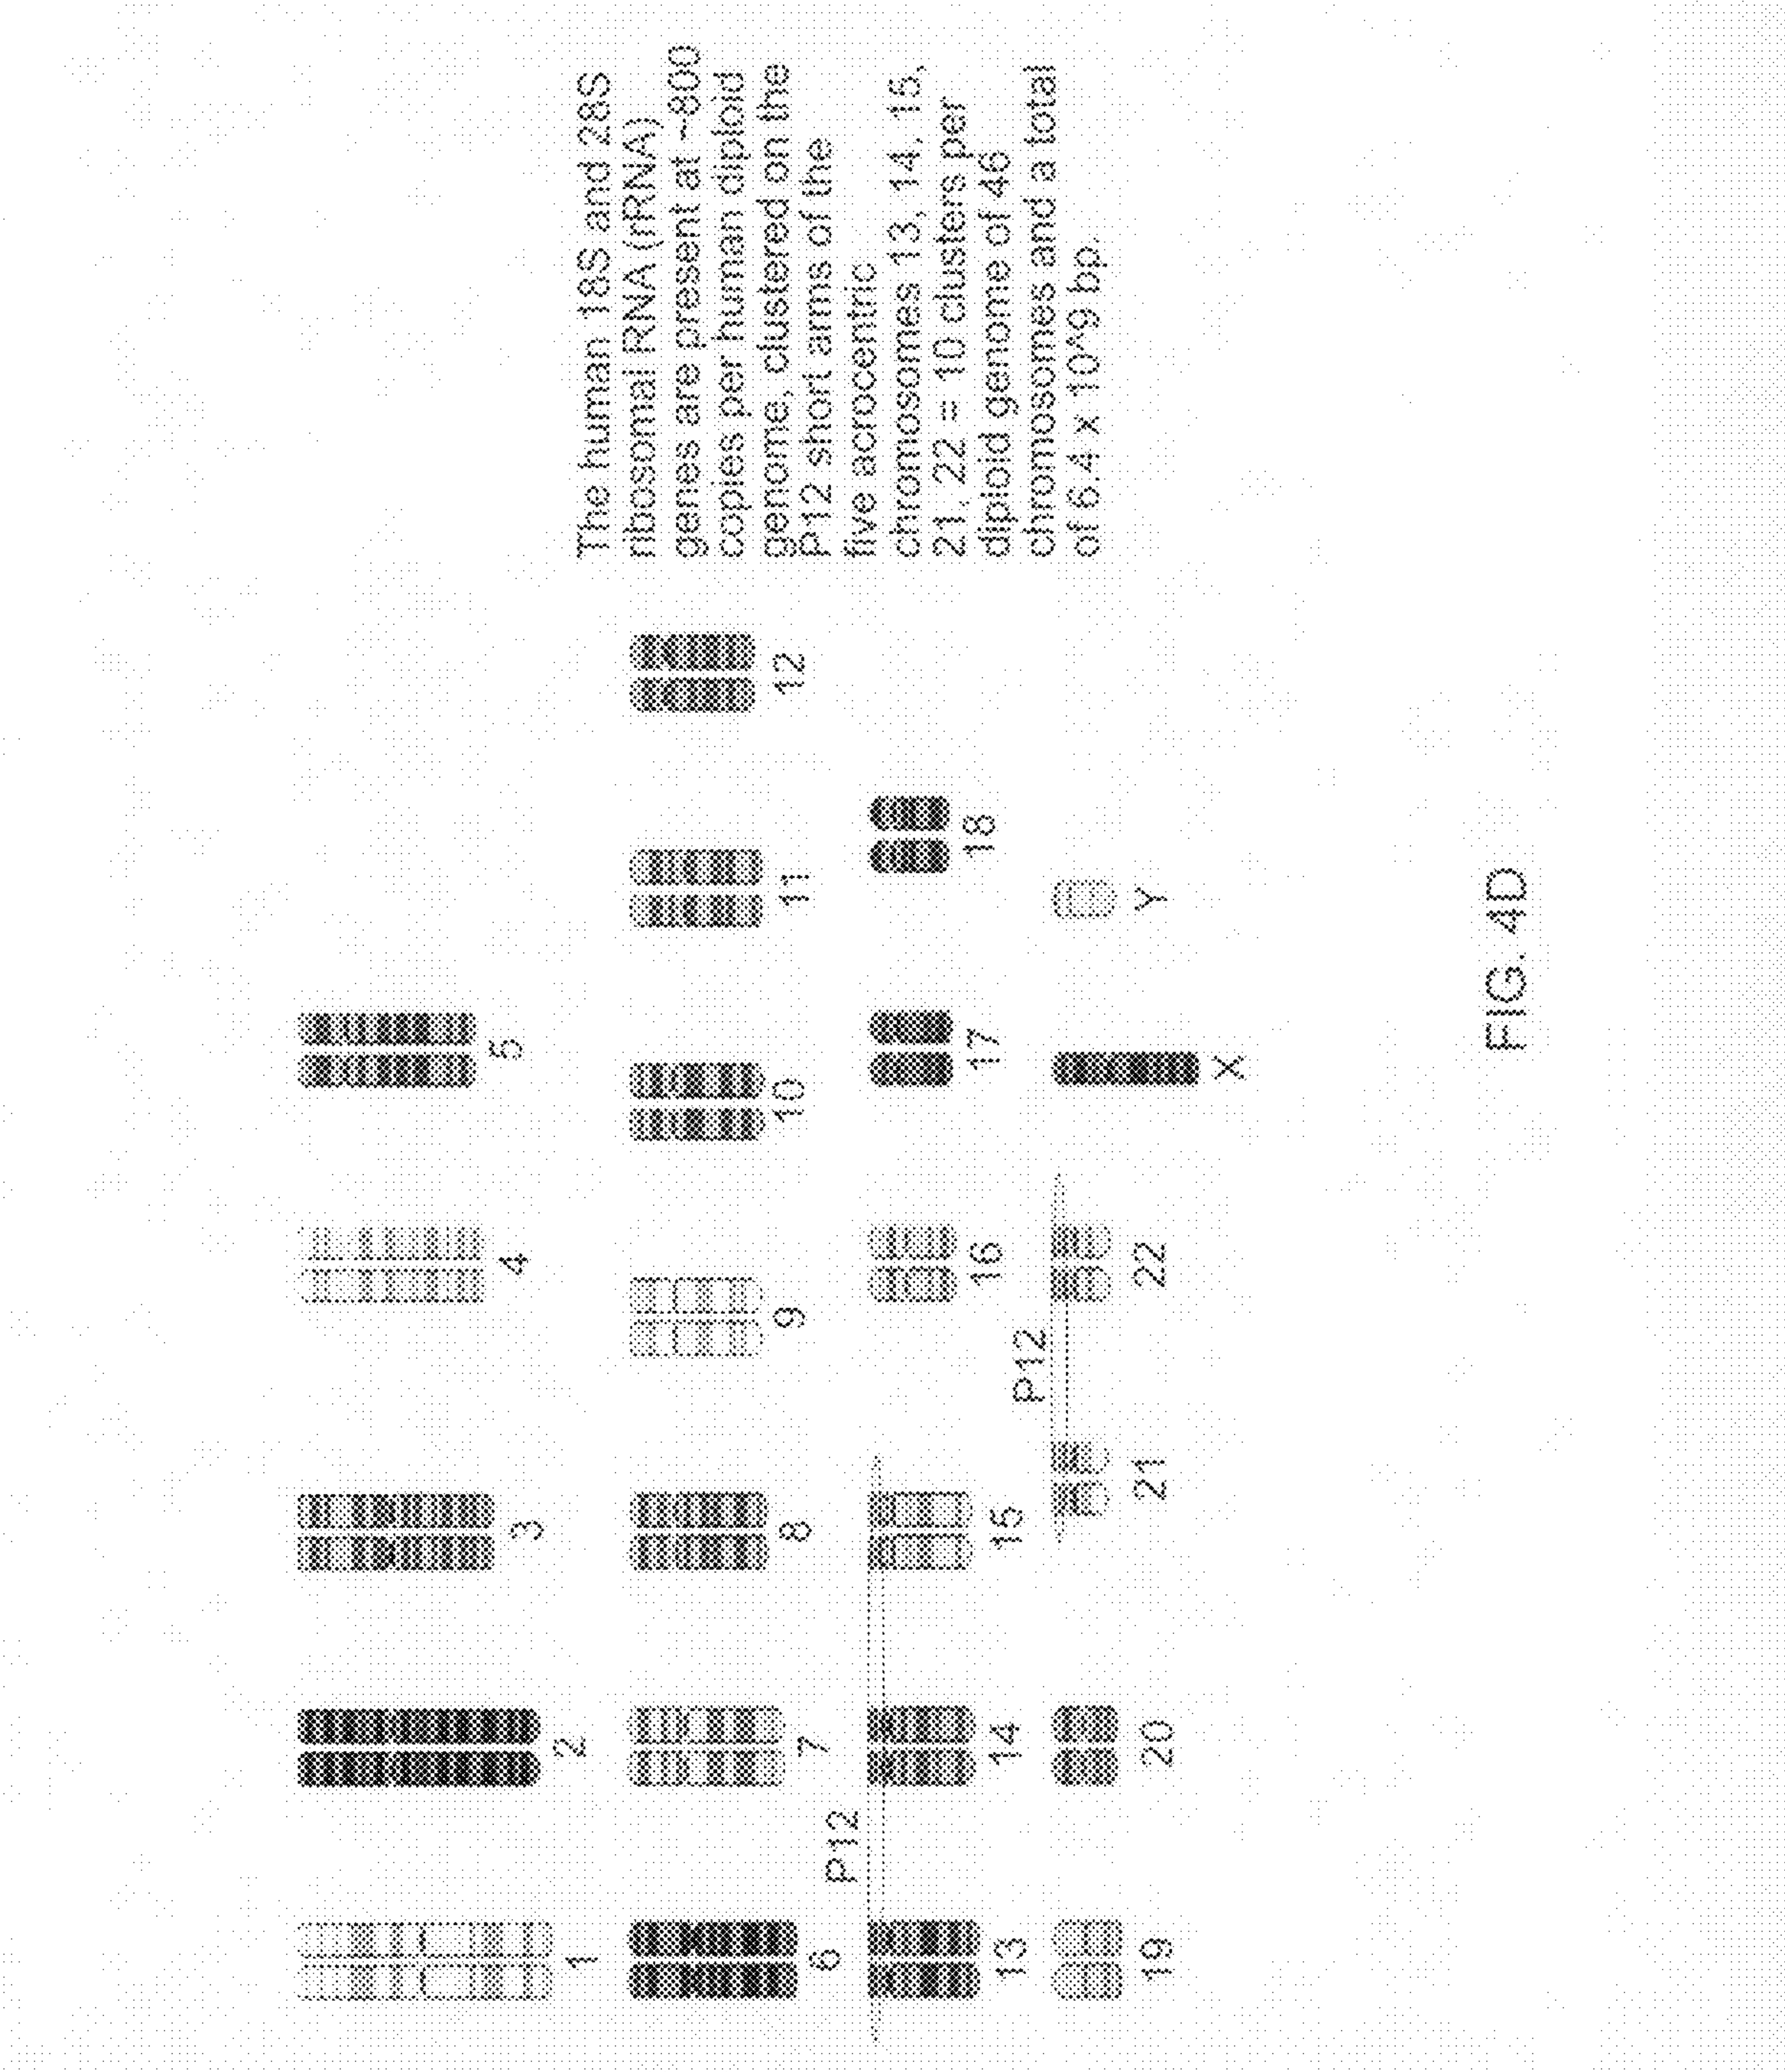 1 2 3 4 5
6 7 8 9 10 11 12
P12
13 14 15 16 17 18
P12
19 20 21 22 X Y
The human 18S and 28S
ribosomal RNA (rRNA)
genes are present at ~800
copies per human diploid
genome, clustered on the
P12 short arms of the
five acrocentric
chromosomes 13, 14, 15,
21, 22 = 10 clusters per
diploid genome of 46
chromosomes and a total
of 6.4 x 10^9 bp.
FIG. 4D